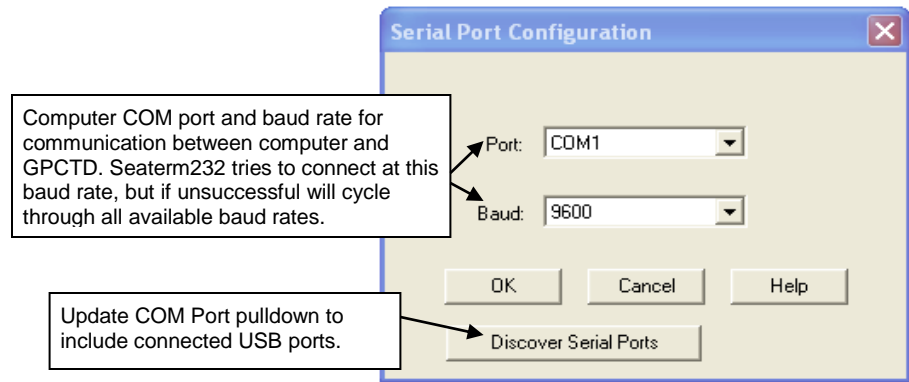 Serial Port Configuration
Computer COM port and baud rate for
communication between computer and
GPCTD. Seaterm232 tries to connect at this
baud rate, but if unsuccessful will cycle
through all available baud rates.
Port: COM1
Baud: 9600
OK Cancel Help
Update COM Port pulldown to
include connected USB ports.
Discover Serial Ports